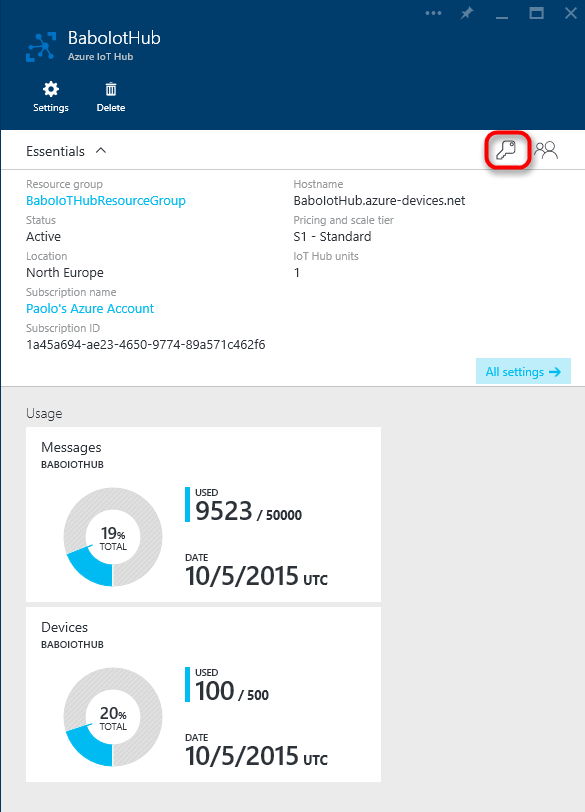 BaboIotHub
Azure IoT Hub
Settings
Delete
Essentials
Resource group
BaboIoTHubResourceGroup
Status
Active
Location
North Europe
Subscription name
Paolo's Azure Account
Subscription ID
1a45a694-ae23-4650-9774-89a571c462f6
Hostname
BaboIotHub.azure-devices.net
Pricing and scale tier
S1 - Standard
IoT Hub units
1
All settings
Usage
Messages
BABOIOTHUB
19%
TOTAL
USED
9523 / 50000
DATE
10/5/2015 UTC
Devices
BABOIOTHUB
20%
TOTAL
USED
100 / 500
DATE
10/5/2015 UTC